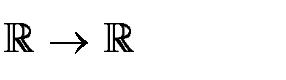 ℝ → ℝ